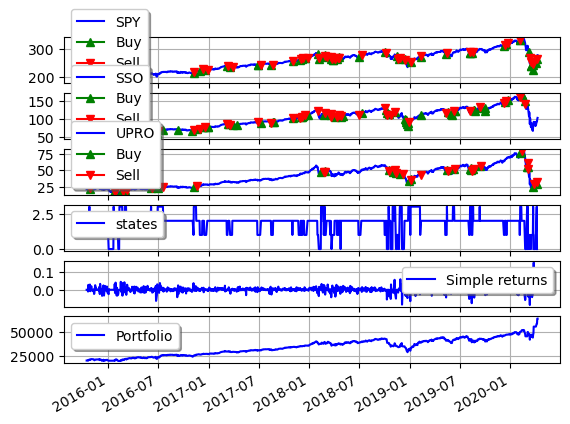 SPY
Buy
Sell
300
200
SSO
Buy
Sell
150
100
50
UPRO
Buy
Sell
75
50
25
states
2.5
0.0
Simple returns
0.1
0.0
Portfolio
50000
25000
2016-01
2016-07
2017-01
2017-07
2018-01
2018-07
2019-01
2019-07
2020-01